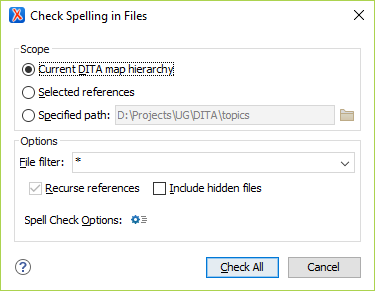 Check Spelling in Files
Scope
Current DITA map hierarchy
Selected references
Specified path: D:\Projects\UG\DITA\topics
Options
File filter: *
Recurse references Include hidden files
Spell Check Options:
? Check All Cancel